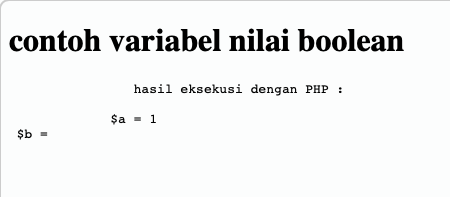 contoh variabel nilai boolean
hasil eksekusi dengan PHP :
$a = 1
$b =